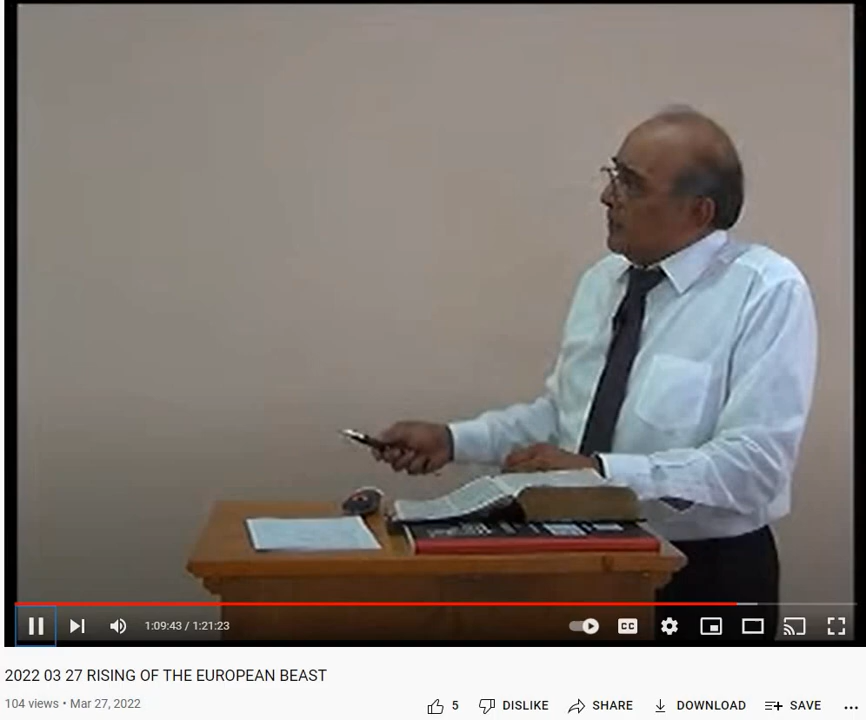 1:09:43 / 1:21:23
CC
2022 03 27 RISING OF THE EUROPEAN BEAST
104 views • Mar 27, 2022
5 DISLIKE SHARE DOWNLOAD SAVE